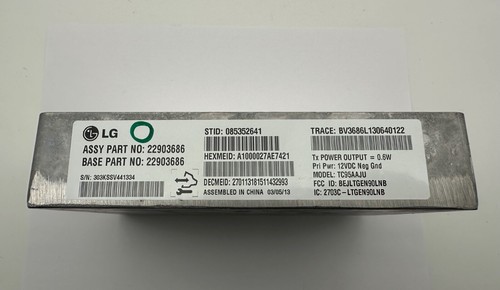 LG
ASSY PART NO: 22903686
BASE PART NO: 22903686
S/N: 303KSSV441334
STID: 085352641
HEXMEID: A1000027AE7421
DECMEID: 270113181511432993
ASSEMBLED IN CHINA 03/05/13
TRACE: BV3686L130640122
Tx POWER OUTPUT = 0.6W
Pri Pwr: 12VDC Neg Gnd
MODEL: TC95AAJU
FCC ID: BEJLTGEN90LNB
IC: 2703C-LTGEN90LNB